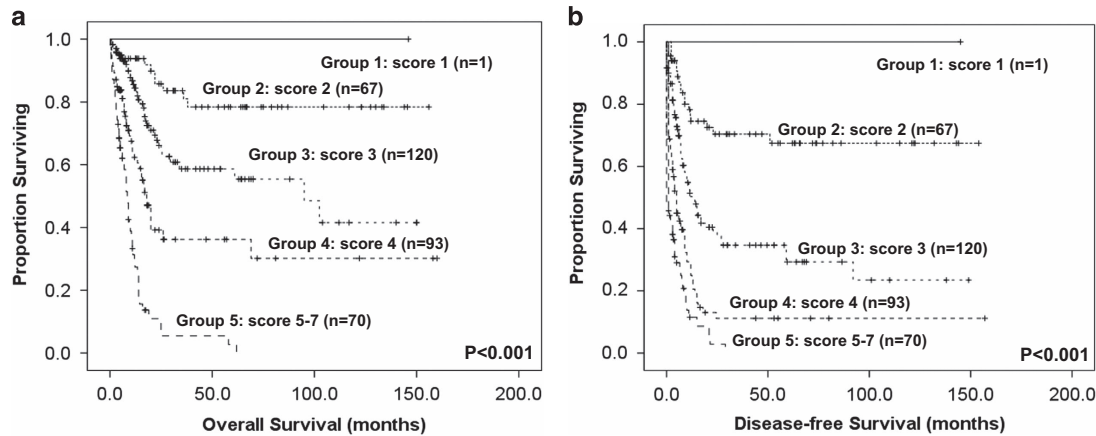 a
Proportion Surviving
1.0
0.8
0.6
0.4
0.2
0.0
Group 1: score 1 (n=1)
Group 2: score 2 (n=67)
Group 3: score 3 (n=120)
Group 4: score 4 (n=93)
Group 5: score 5-7 (n=70)
P<0.001
0.0 50.0 100.0 150.0 200.0
Overall Survival (months)
b
Proportion Surviving
1.0
0.8
0.6
0.4
0.2
0.0
Group 1: score 1 (n=1)
Group 2: score 2 (n=67)
Group 3: score 3 (n=120)
Group 4: score 4 (n=93)
Group 5: score 5-7 (n=70)
P<0.001
0.0 50.0 100.0 150.0 200.0
Disease-free Survival (months)